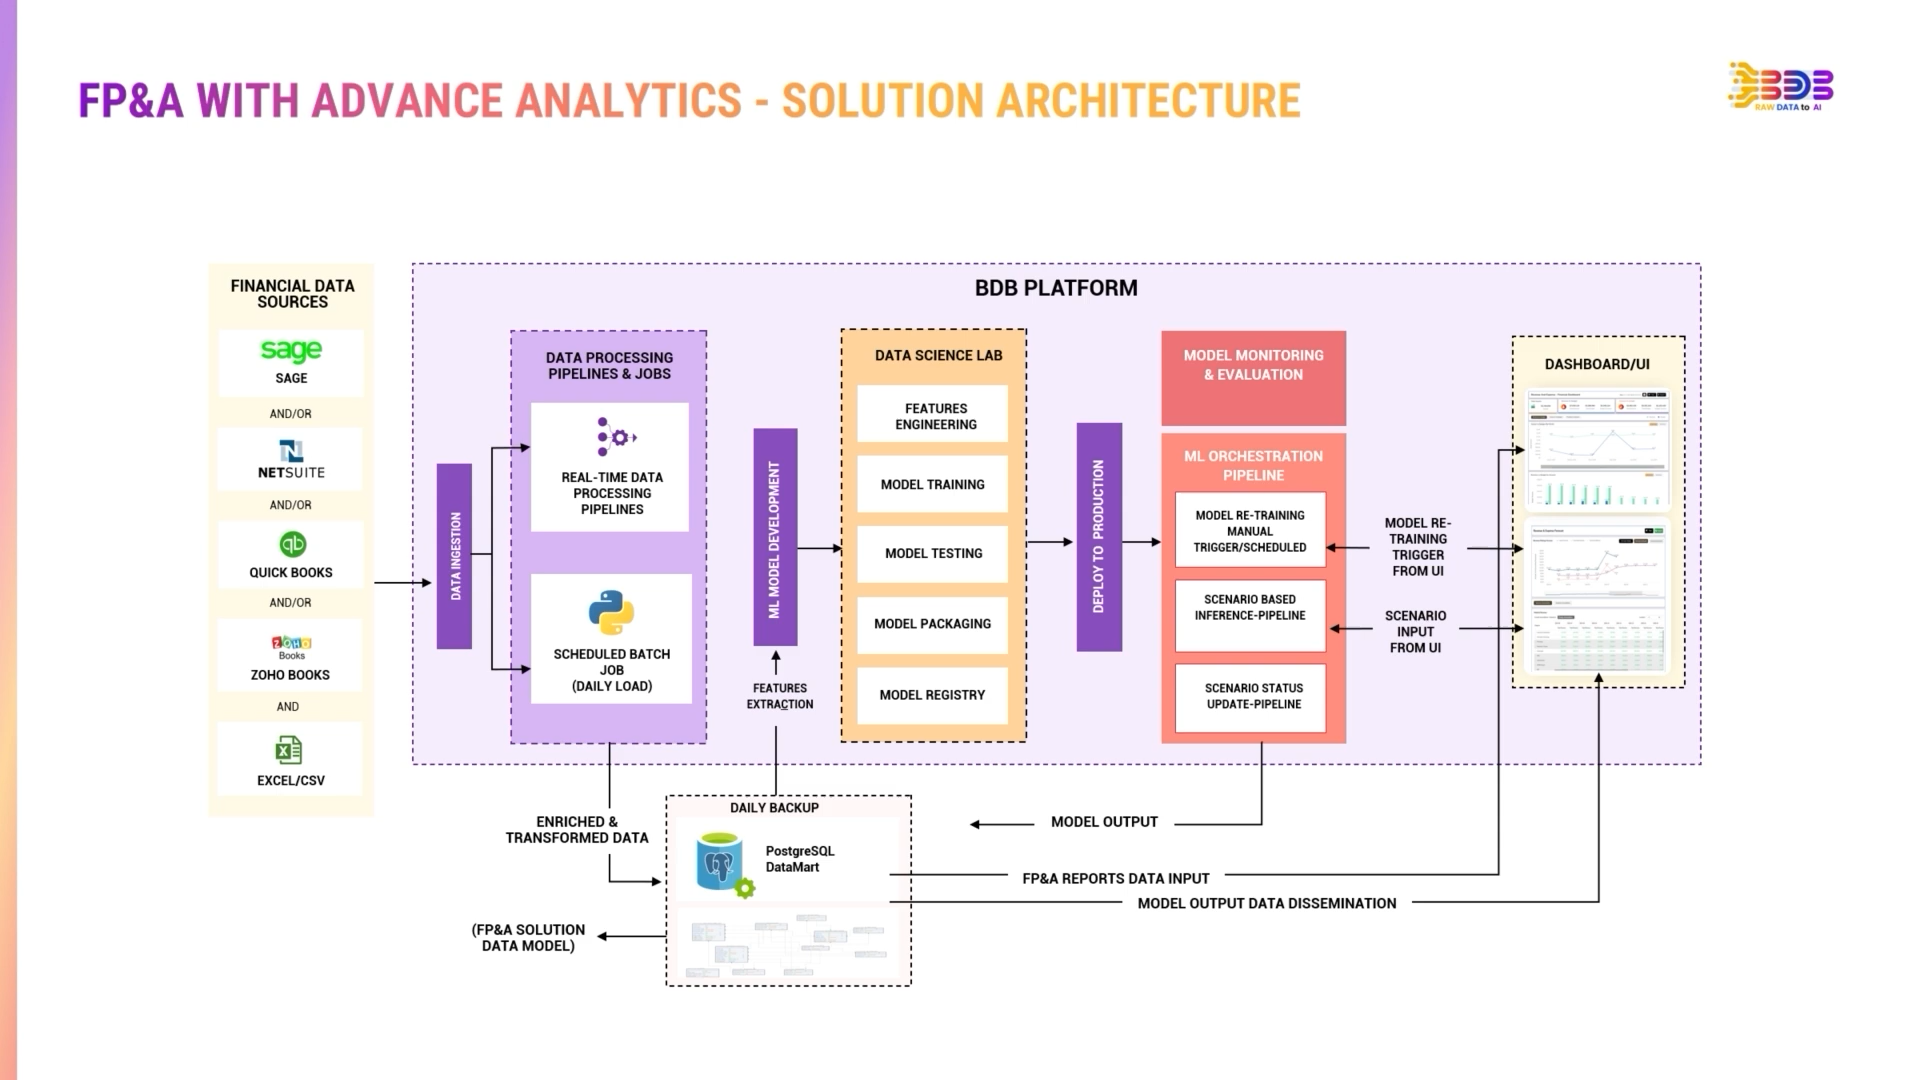 FP&A WITH ADVANCE ANALYTICS - SOLUTION ARCHITECTURE
BDB
RAW DATA to AI
FINANCIAL DATA
SOURCES
sage
SAGE
AND/OR
N
NETSUITE
AND/OR
qb
QUICK BOOKS
AND/OR
ZOHO
Books
ZOHO BOOKS
AND
X
EXCEL/CSV
BDB PLATFORM
DATA INGESTION
DATA PROCESSING
PIPELINES & JOBS
REAL-TIME DATA
PROCESSING
PIPELINES
SCHEDULED BATCH
JOB
(DAILY LOAD)
ML MODEL DEVELOPMENT
FEATURES
EXTRACTION
DATA SCIENCE LAB
FEATURES
ENGINEERING
MODEL TRAINING
MODEL TESTING
MODEL PACKAGING
MODEL REGISTRY
DEPLOY TO PRODUCTION
MODEL MONITORING
& EVALUATION
ML ORCHESTRATION
PIPELINE
MODEL RE-TRAINING
MANUAL
TRIGGER/SCHEDULED
SCENARIO BASED
INFERENCE-PIPELINE
SCENARIO STATUS
UPDATE-PIPELINE
MODEL RE-
TRAINING
TRIGGER
FROM UI
SCENARIO
INPUT
FROM UI
DASHBOARD/UI
ENRICHED &
TRANSFORMED DATA
DAILY BACKUP
PostgreSQL
DataMart
(FP&A SOLUTION
DATA MODEL)
MODEL OUTPUT
FP&A REPORTS DATA INPUT
MODEL OUTPUT DATA DISSEMINATION